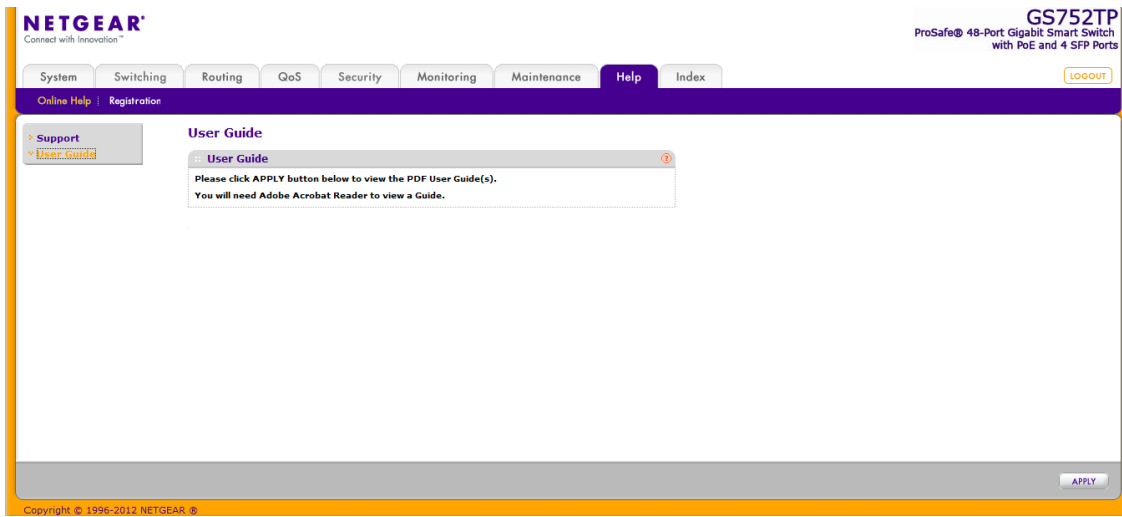 NETGEAR®
Connect with Innovation™
GS752TP
ProSafe® 48-Port Gigabit Smart Switch
with PoE and 4 SFP Ports
System Switching Routing QoS Security Monitoring Maintenance Help Index
LOGOUT
Online Help Registration
Support
User Guide
User Guide
User Guide
?
Please click APPLY button below to view the PDF User Guide(s).
You will need Adobe Acrobat Reader to view a Guide.
APPLY
Copyright © 1996-2012 NETGEAR ®